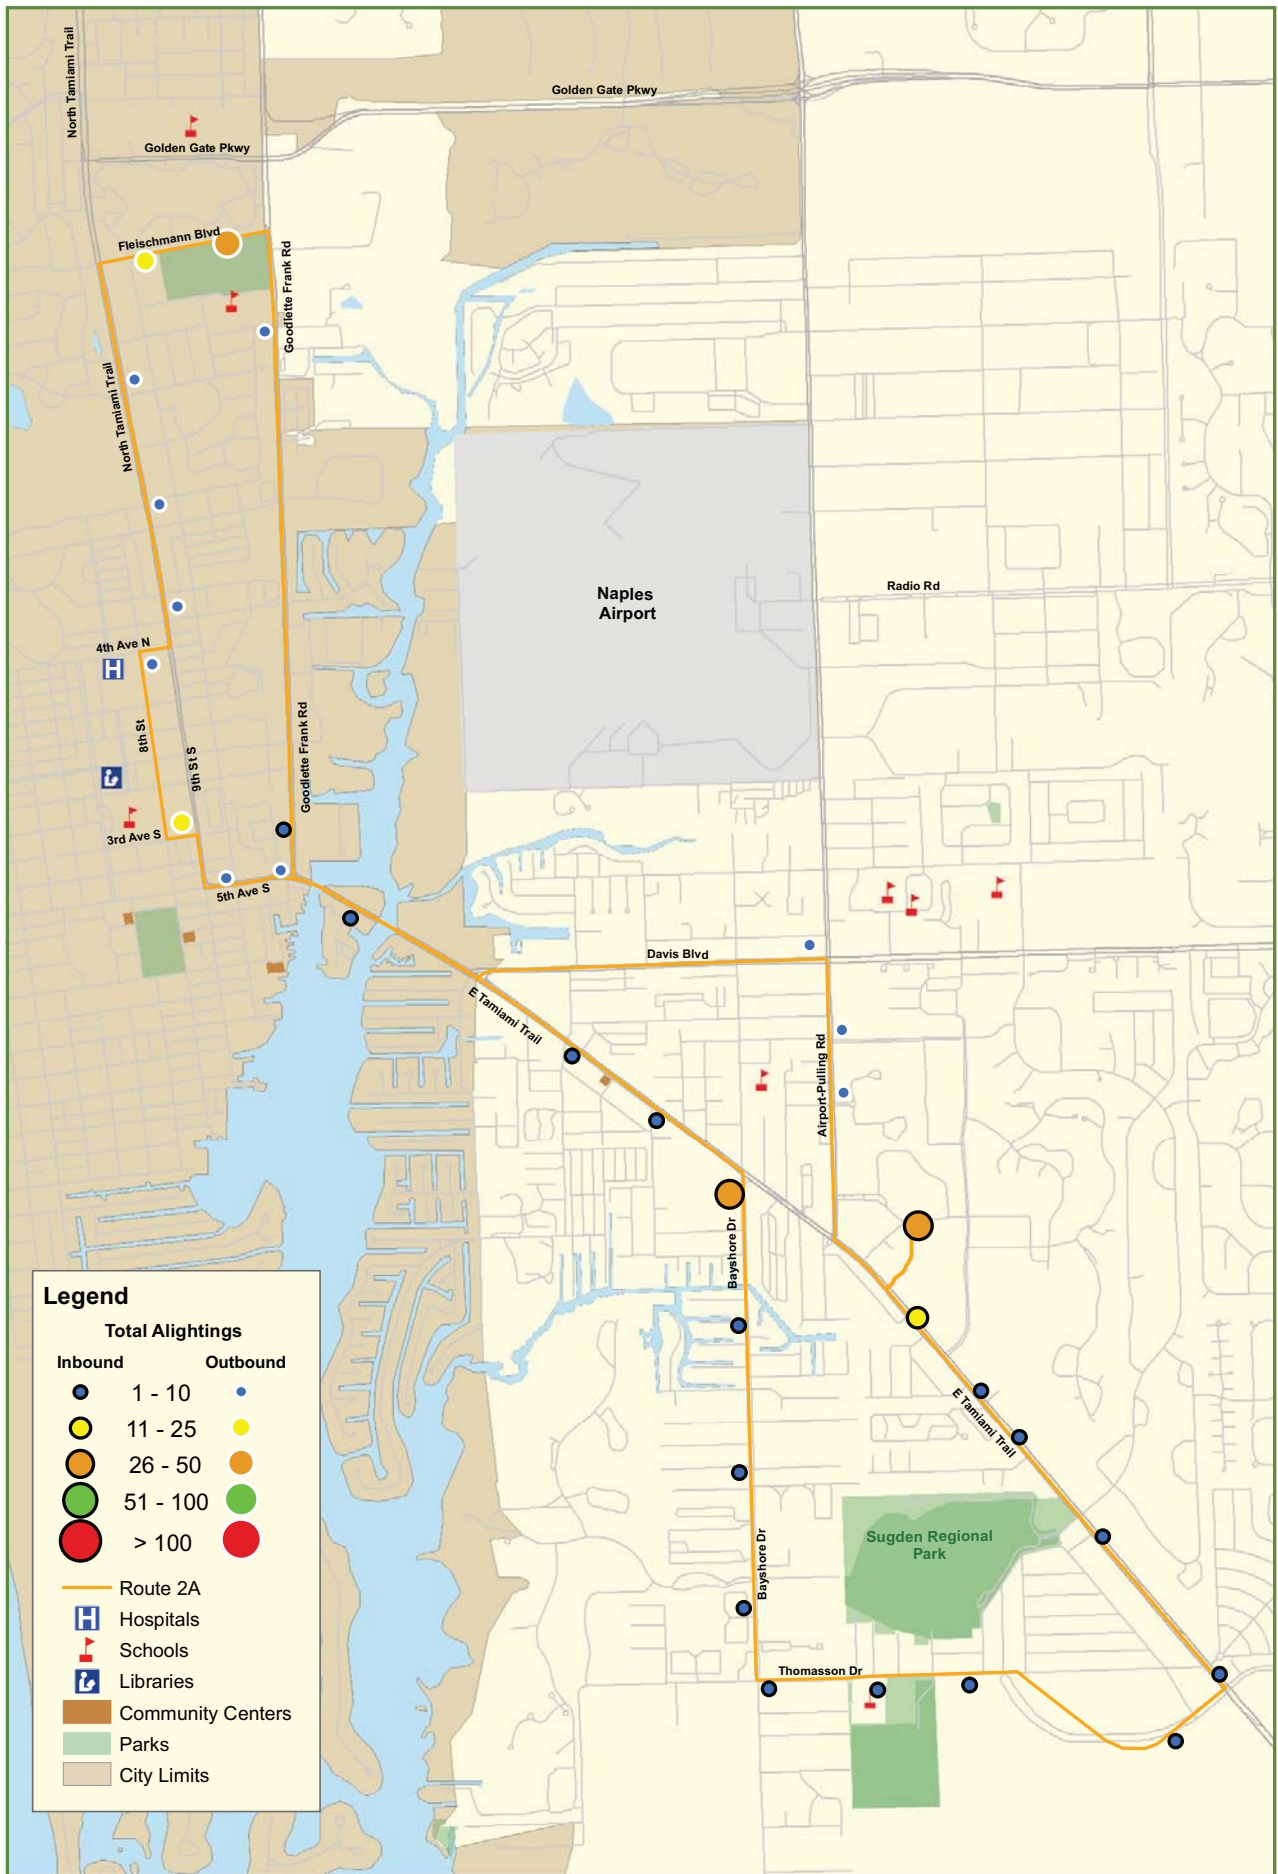 North Tamiami Trail
Golden Gate Pkwy
Golden Gate Pkwy
Fleischmann Blvd
Goodlette Frank Rd
North Tamiami Trail
Radio Rd
Naples
Airport
4th Ave N
H
8th St
9th St S
Goodlette Frank Rd
3rd Ave S
5th Ave S
Davis Blvd
E Tamiami Trail
Airport-Pulling Rd
Bayshore Dr
E Tamiami Trail
Sugden Regional
Park
Bayshore Dr
Thomasson Dr
Legend
Total Alightings
Inbound Outbound
1 - 10
11 - 25
26 - 50
51 - 100
> 100
Route 2A
H Hospitals
Schools
Libraries
Community Centers
Parks
City Limits